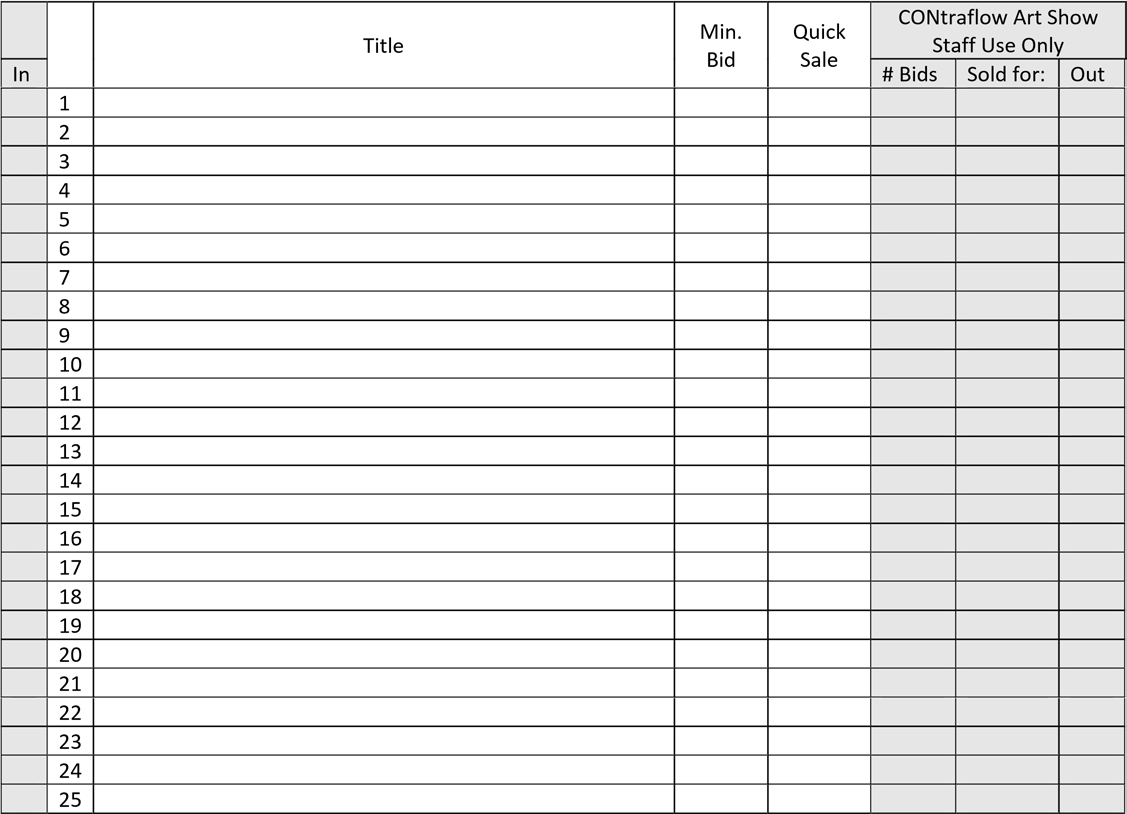 CONtraflow Art Show
Staff Use Only
Title
Min.
Bid
Quick
Sale
In
# Bids
Sold for:
Out
1
2
3
4
5
6
7
8
9
10
11
12
13
14
15
16
17
18
19
20
21
22
23
24
25